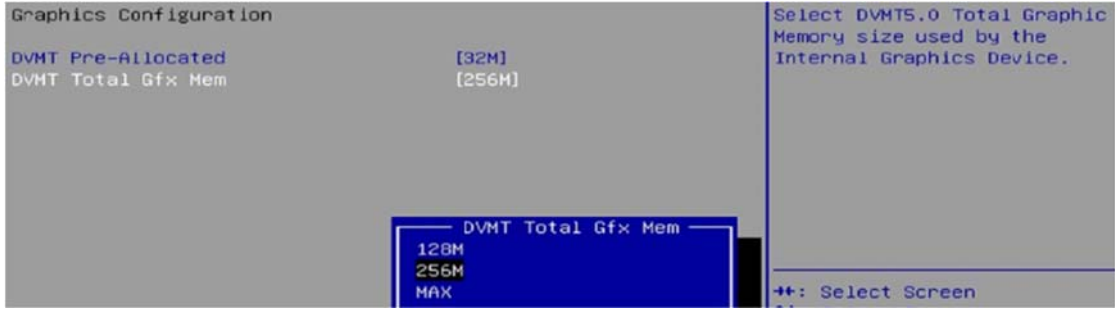 Graphics Configuration
DVMT Pre-Allocated [32M]
DVMT Total Gfx Mem [256M]
Select DVMT5.0 Total Graphic
Memory size used by the
Internal Graphics Device.
DVMT Total Gfx Mem
128M
256M
MAX
→←: Select Screen